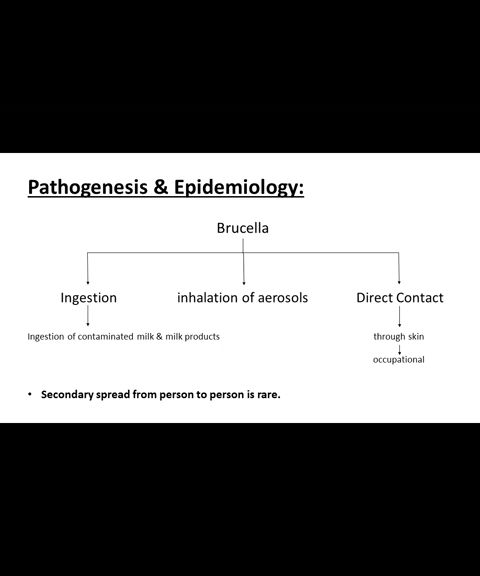 Pathogenesis & Epidemiology:
Brucella
Ingestion
inhalation of aerosols
Direct Contact
Ingestion of contaminated milk & milk products
through skin
occupational
• Secondary spread from person to person is rare.